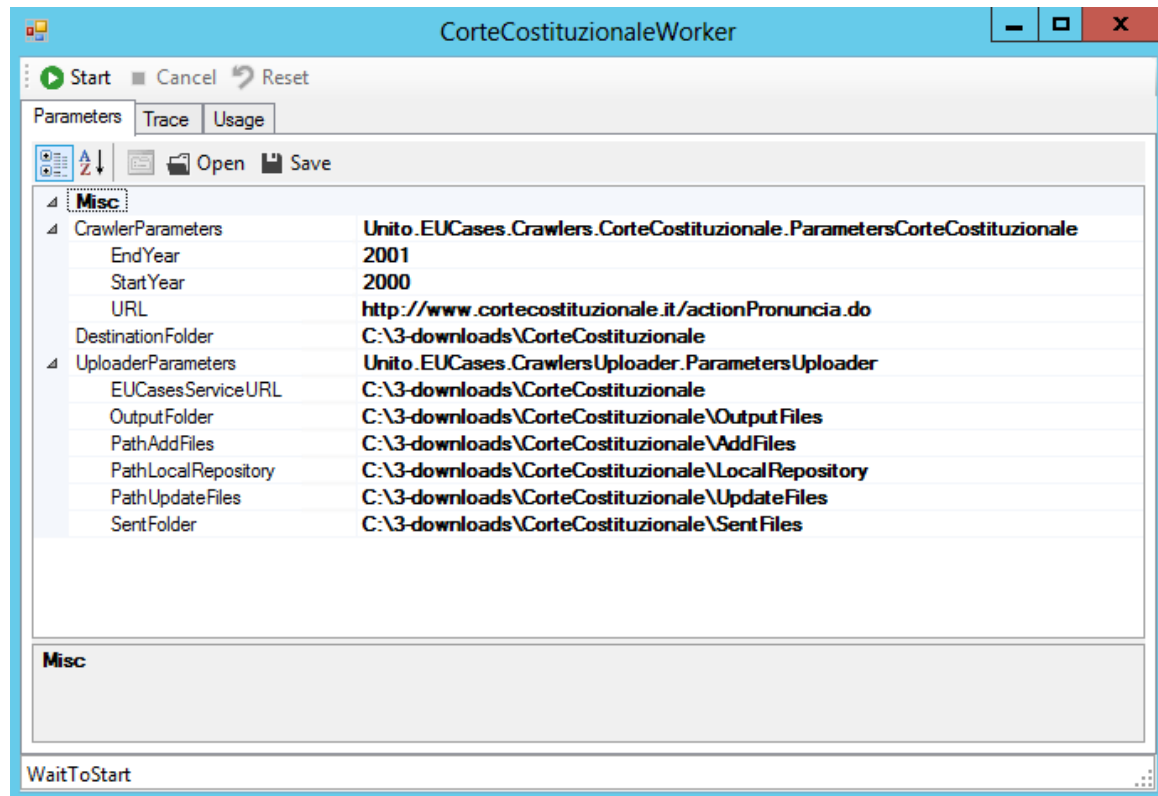 CorteCostituzionaleWorker
Start Cancel Reset
Parameters Trace Usage
A Z Open Save
Misc
CrawlerParameters Unito.EUCases.Crawlers.CorteCostituzionale.ParametersCorteCostituzionale
EndYear 2001
StartYear 2000
URL http://www.cortecostituzionale.it/actionPronuncia.do
DestinationFolder C:\3-downloads\CorteCostituzionale
UploaderParameters Unito.EUCases.CrawlersUploader.ParametersUploader
EUCasesServiceURL C:\3-downloads\CorteCostituzionale
OutputFolder C:\3-downloads\CorteCostituzionale\OutputFiles
PathAddFiles C:\3-downloads\CorteCostituzionale\AddFiles
PathLocalRepository C:\3-downloads\CorteCostituzionale\LocalRepository
PathUpdateFiles C:\3-downloads\CorteCostituzionale\UpdateFiles
SentFolder C:\3-downloads\CorteCostituzionale\SentFiles
Misc
WaitToStart